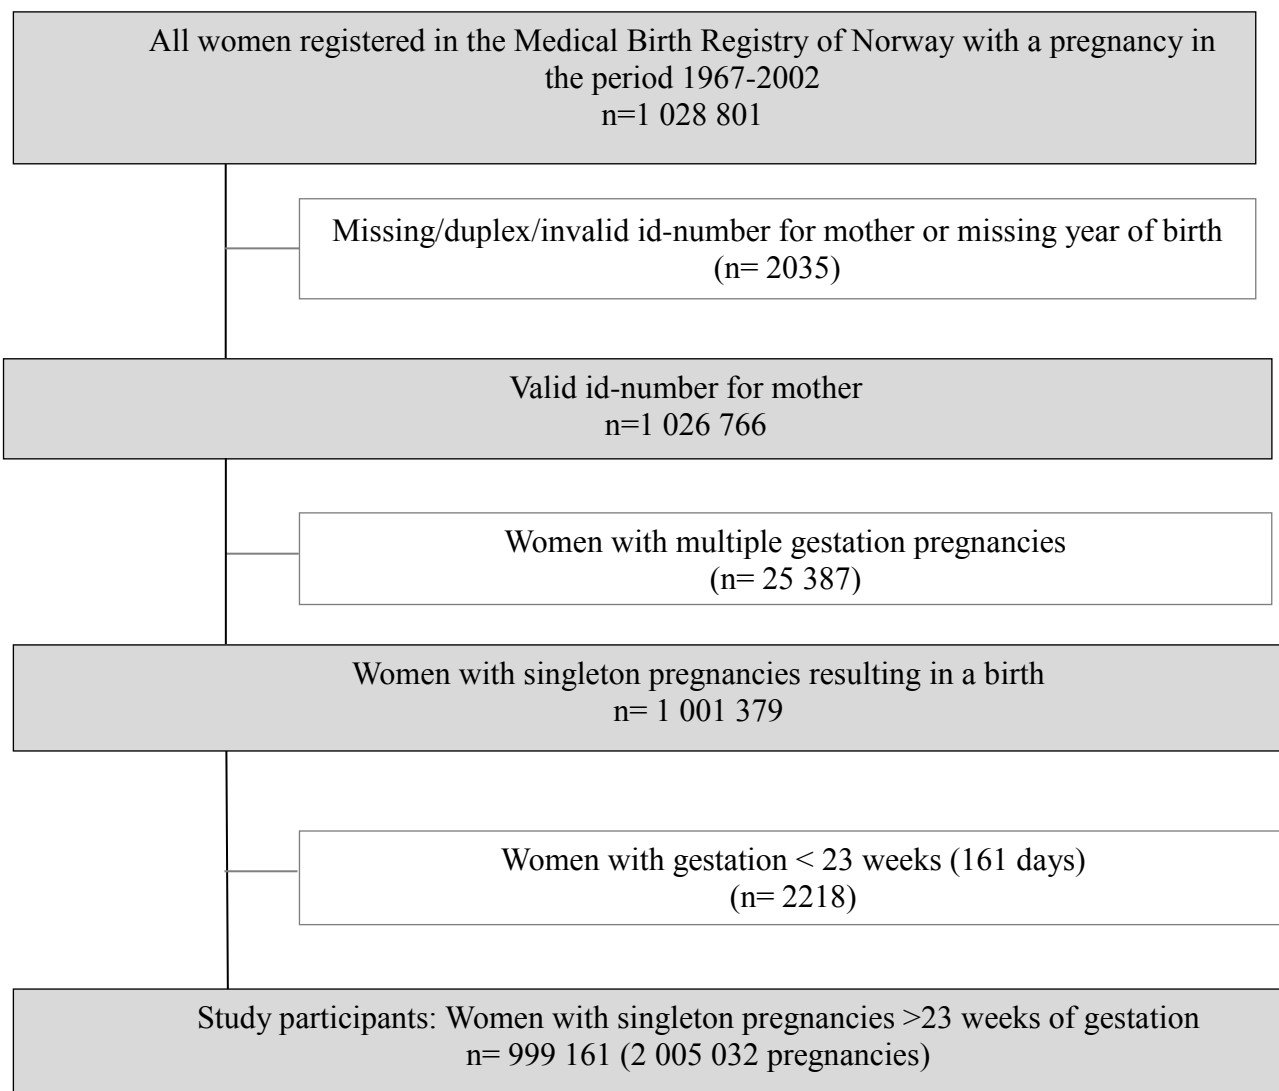 All women registered in the Medical Birth Registry of Norway with a pregnancy in
the period 1967-2002
n=1 028 801
Missing/duplex/invalid id-number for mother or missing year of birth
(n= 2035)
Valid id-number for mother
n=1 026 766
Women with multiple gestation pregnancies
(n= 25 387)
Women with singleton pregnancies resulting in a birth
n= 1 001 379
Women with gestation < 23 weeks (161 days)
(n= 2218)
Study participants: Women with singleton pregnancies >23 weeks of gestation
n= 999 161 (2 005 032 pregnancies)